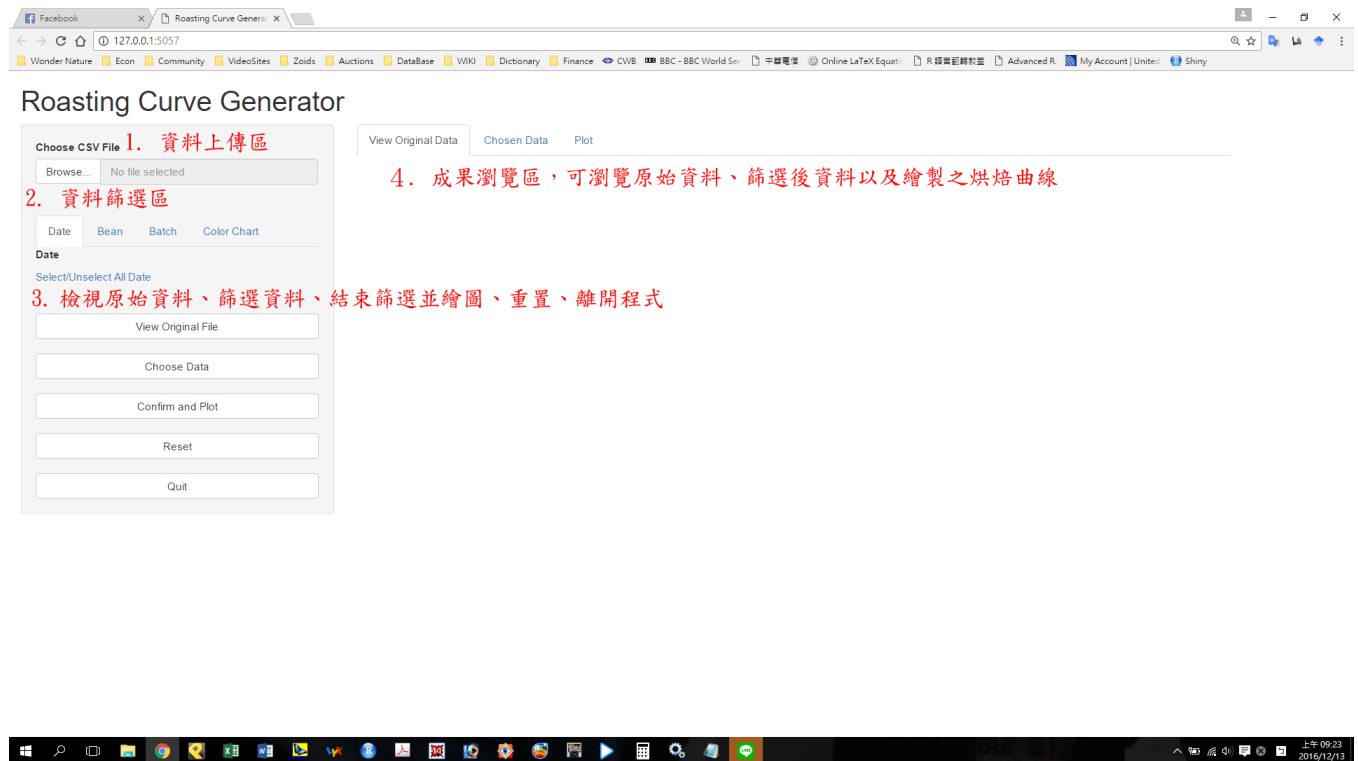 Facebook
Roasting Curve Genera
127.0.0.1:5057
Wonder Nature Econ Community VideoSites Zoids Auctions DataBase WIKI Dictionary Finance CWB BBC - BBC World Ser 中華電信 Online LaTeX Equati R 語言翻轉教室 Advanced R. My Account | United Shiny
Roasting Curve Generator
Choose CSV File 1. 資料上傳區
Browse... No file selected
2. 資料篩選區
Date Bean Batch Color Chart
Date
Select/Unselect All Date
3. 檢視原始資料、篩選資料、結束篩選並繪圖、重置、離開程式
View Original File
Choose Data
Confirm and Plot
Reset
Quit
View Original Data Chosen Data Plot
4. 成果瀏覽區，可瀏覽原始資料、篩選後資料以及繪製之烘焙曲線
上午 09:23
2016/12/13